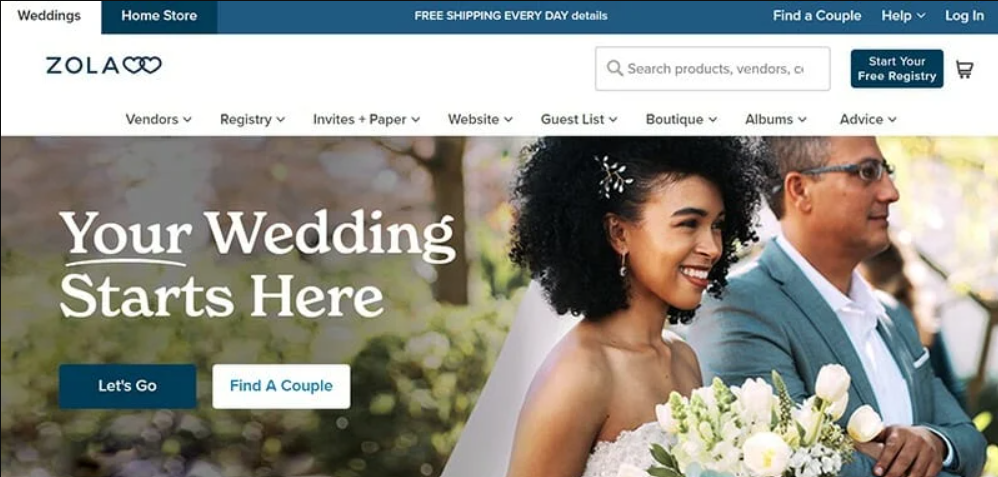 Weddings Home Store FREE SHIPPING EVERY DAY details Find a Couple Help Log In
ZOLA
Search products, vendors, c
Start Your
Free Registry
Vendors Registry Invites + Paper Website Guest List Boutique Albums Advice
Your Wedding
Starts Here
Let's Go Find A Couple